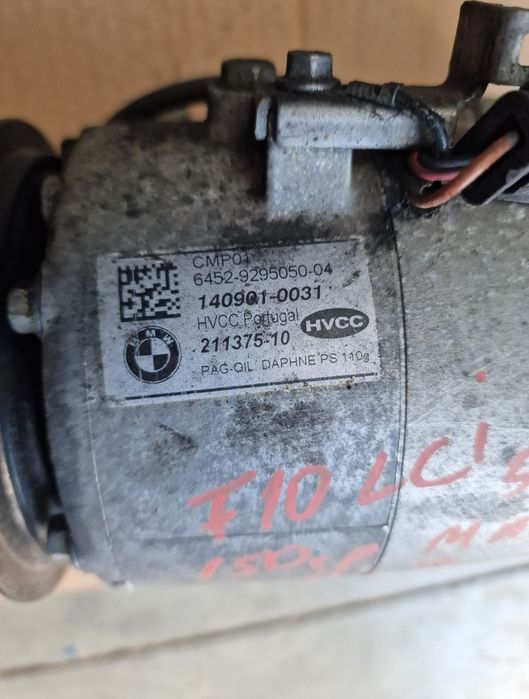 CMP01
6452-9295050-04
140901-0031
HVCC Portugal
HVCC
BMW
211375-10
PAG-OIL: DAPHNE PS 110g
F10 LCI